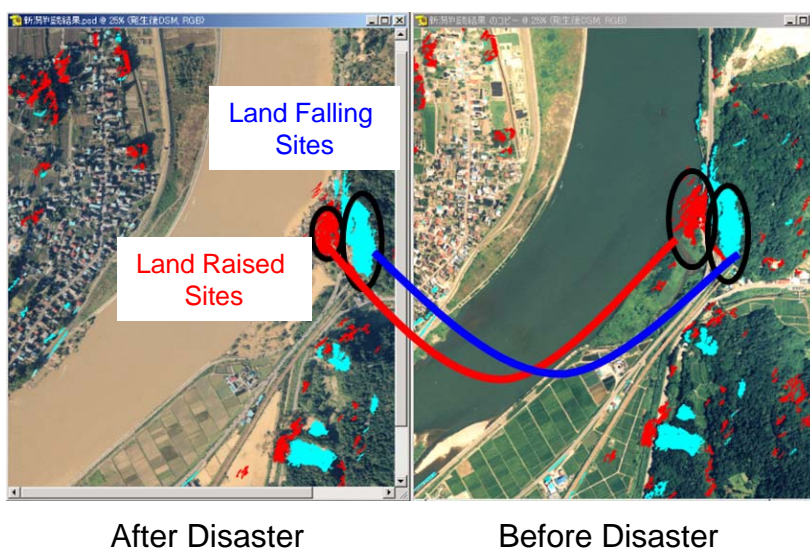 新潟判読結果.psd @ 25% (発生後DSM, RGB)
新潟判読結果 のコピー @ 25% (発生後DSM, RGB)
Land Falling
Sites
Land Raised
Sites
After Disaster
Before Disaster